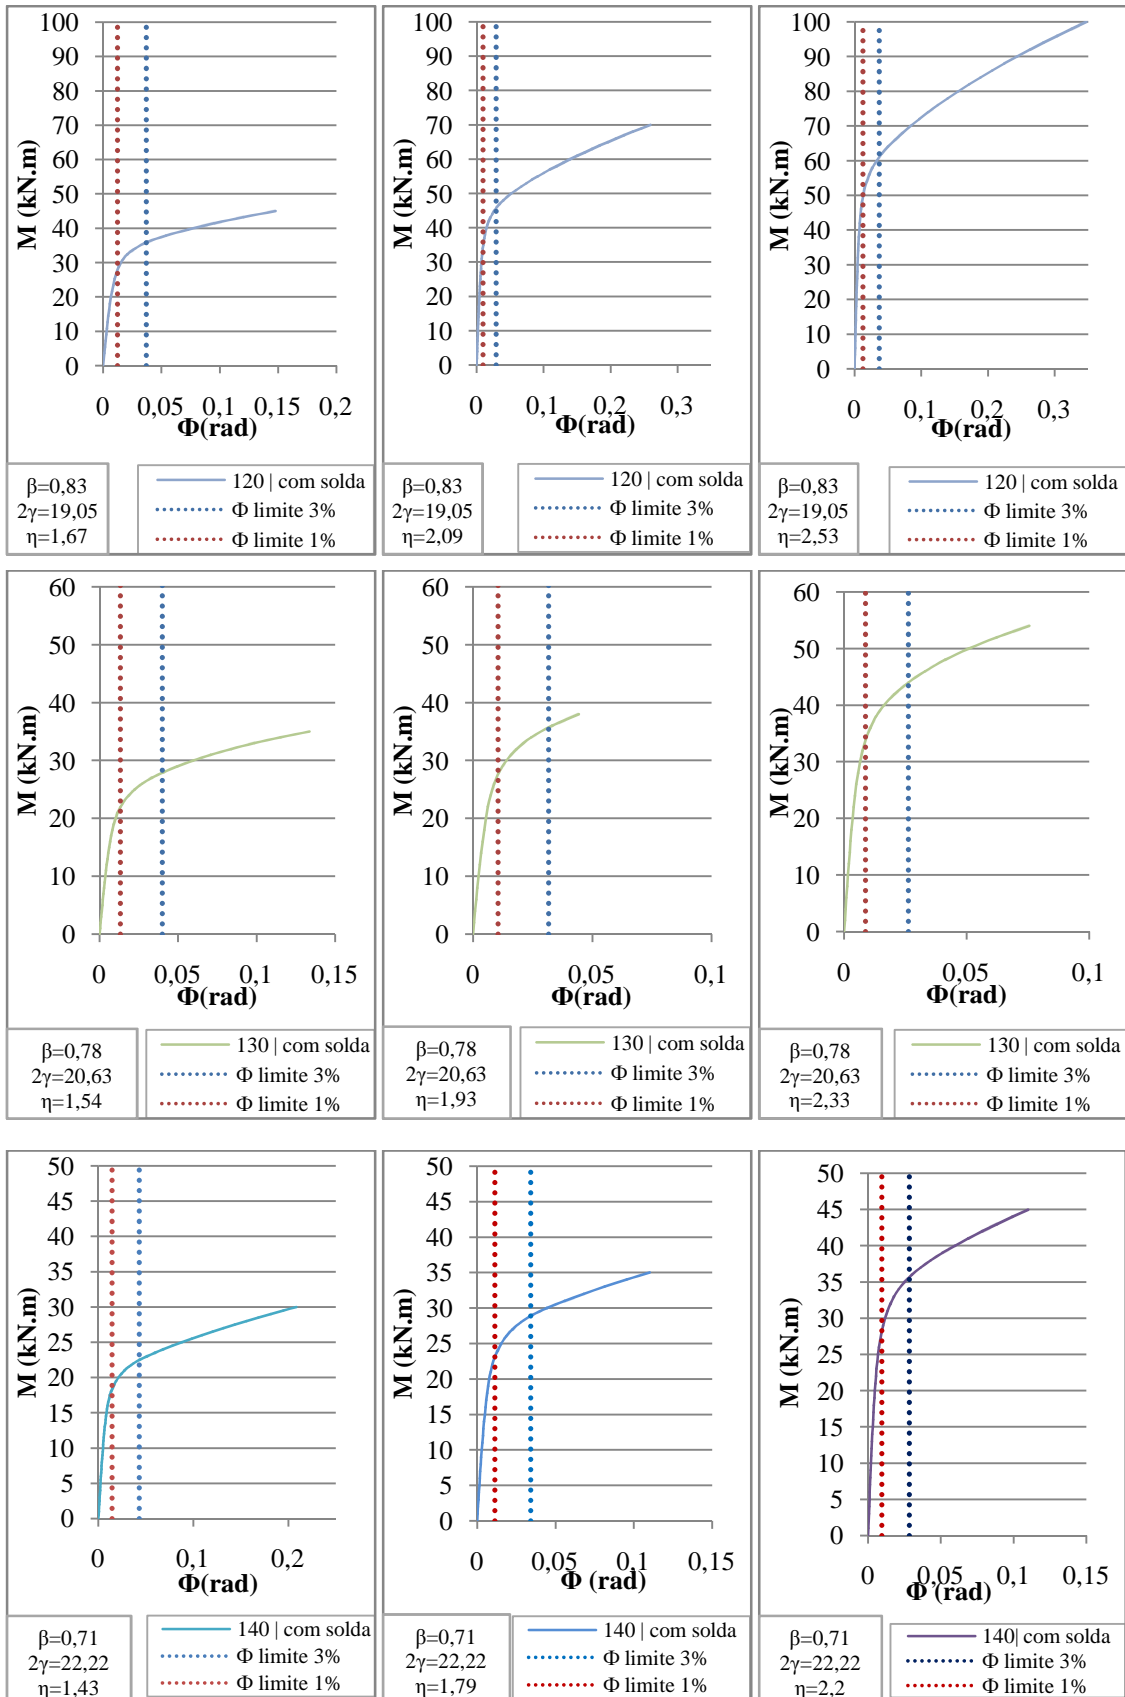 100
90
80
70
60
50
40
30
20
10
0
M (kN.m)
0 0,05 0,1 0,15 0,2
Φ(rad)
β=0,83
2γ=19,05
η=1,67
120 | com solda
Φ limite 3%
Φ limite 1%
100
90
80
70
60
50
40
30
20
10
0
M (kN.m)
0 0,1 0,2 0,3
Φ(rad)
β=0,83
2γ=19,05
η=2,09
120 | com solda
Φ limite 3%
Φ limite 1%
100
90
80
70
60
50
40
30
20
10
0
M (kN.m)
0 0,1 0,2 0,3
Φ(rad)
β=0,83
2γ=19,05
η=2,53
120 | com solda
Φ limite 3%
Φ limite 1%
60
50
40
30
20
10
0
M (kN.m)
0 0,05 0,1 0,15
Φ(rad)
β=0,78
2γ=20,63
η=1,54
130 | com solda
Φ limite 3%
Φ limite 1%
60
50
40
30
20
10
0
M (kN.m)
0 0,05 0,1
Φ(rad)
β=0,78
2γ=20,63
η=1,93
130 | com solda
Φ limite 3%
Φ limite 1%
60
50
40
30
20
10
0
M (kN.m)
0 0,05 0,1
Φ(rad)
β=0,78
2γ=20,63
η=2,33
130 | com solda
Φ limite 3%
Φ limite 1%
50
45
40
35
30
25
20
15
10
5
0
M (kN.m)
0 0,1 0,2
Φ(rad)
β=0,71
2γ=22,22
η=1,43
140 | com solda
Φ limite 3%
Φ limite 1%
50
45
40
35
30
25
20
15
10
5
0
M (kN.m)
0 0,05 0,1 0,15
Φ (rad)
β=0,71
2γ=22,22
η=1,79
140 | com solda
Φ limite 3%
Φ limite 1%
50
45
40
35
30
25
20
15
10
5
0
M (kN.m)
0 0,05 0,1 0,15
Φ (rad)
β=0,71
2γ=22,22
η=2,2
140| com solda
Φ limite 3%
Φ limite 1%